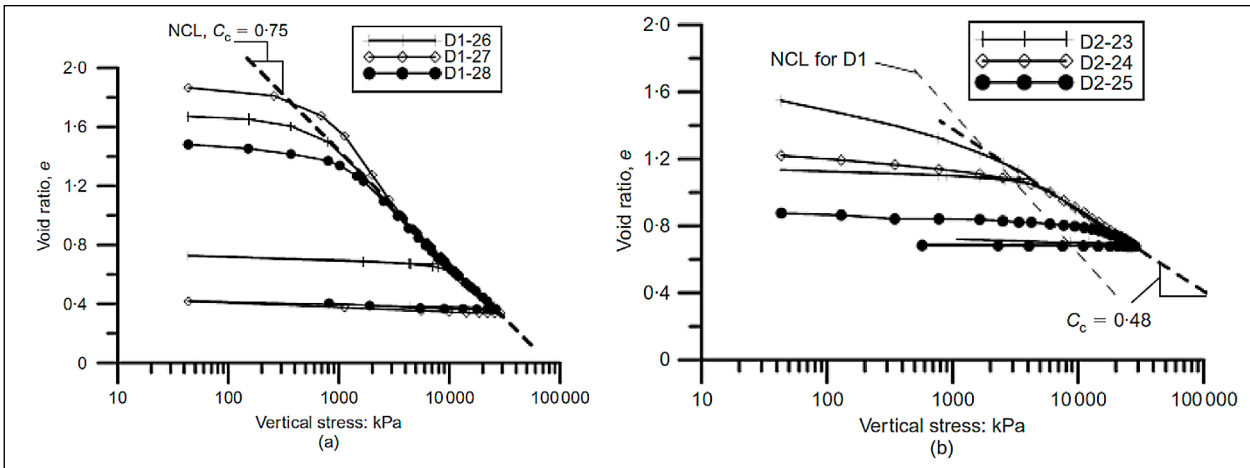 NCL, Cc = 0·75
D1-26
D1-27
D1-28
2·0
1·6
1·2
0·8
0·4
0
Void ratio, e
10
100
1000
10 000
100 000
Vertical stress: kPa
(a)
NCL for D1
D2-23
D2-24
D2-25
2·0
1·6
1·2
0·8
0·4
0
Void ratio, e
Cc = 0·48
10
100
1000
10 000
100 000
Vertical stress: kPa
(b)